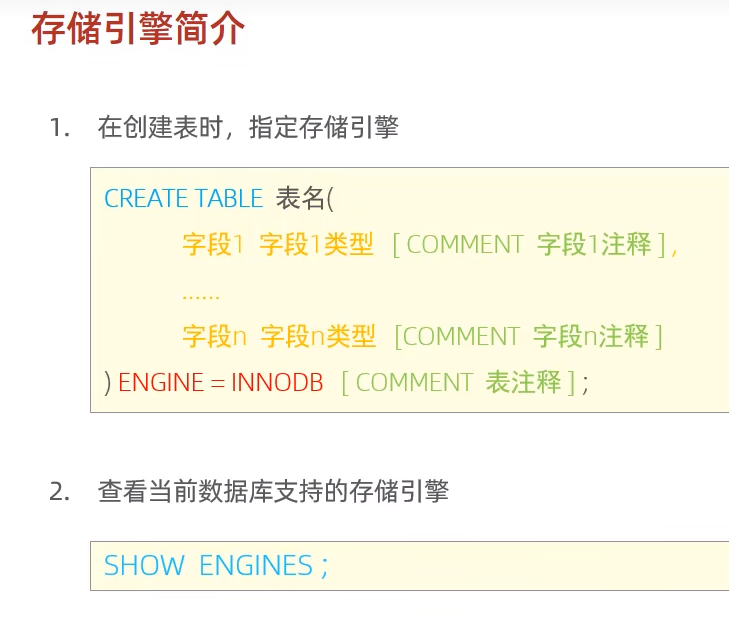 存储引擎简介
1. 在创建表时，指定存储引擎
CREATE TABLE 表名(
字段1 字段1类型 [ COMMENT 字段1注释 ] ,
......
字段n 字段n类型 [COMMENT 字段n注释 ]
) ENGINE = INNODB [ COMMENT 表注释 ] ;
2. 查看当前数据库支持的存储引擎
SHOW ENGINES ;